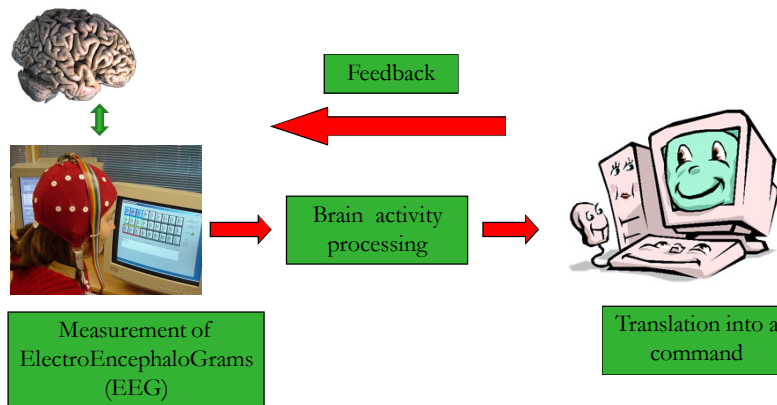 Feedback
Brain activity
processing
Measurement of
ElectroEncephaloGrams
(EEG)
Translation into a
command